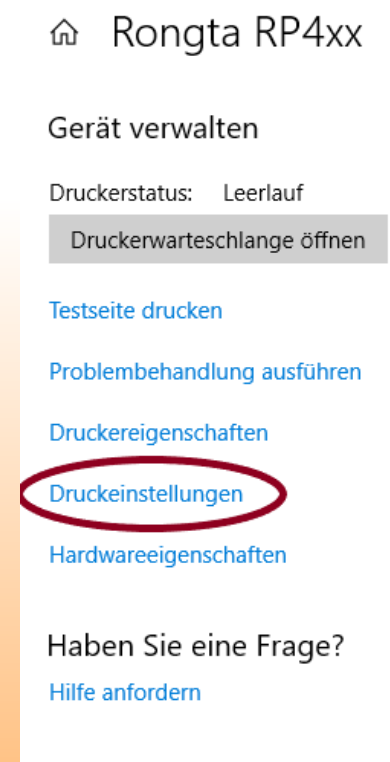 Rongta RP4xx
Gerät verwalten
Druckerstatus: Leerlauf
Druckerwarteschlange öffnen
Testseite drucken
Problembehandlung ausführen
Druckereigenschaften
Druckeinstellungen
Hardwareeigenschaften
Haben Sie eine Frage?
Hilfe anfordern